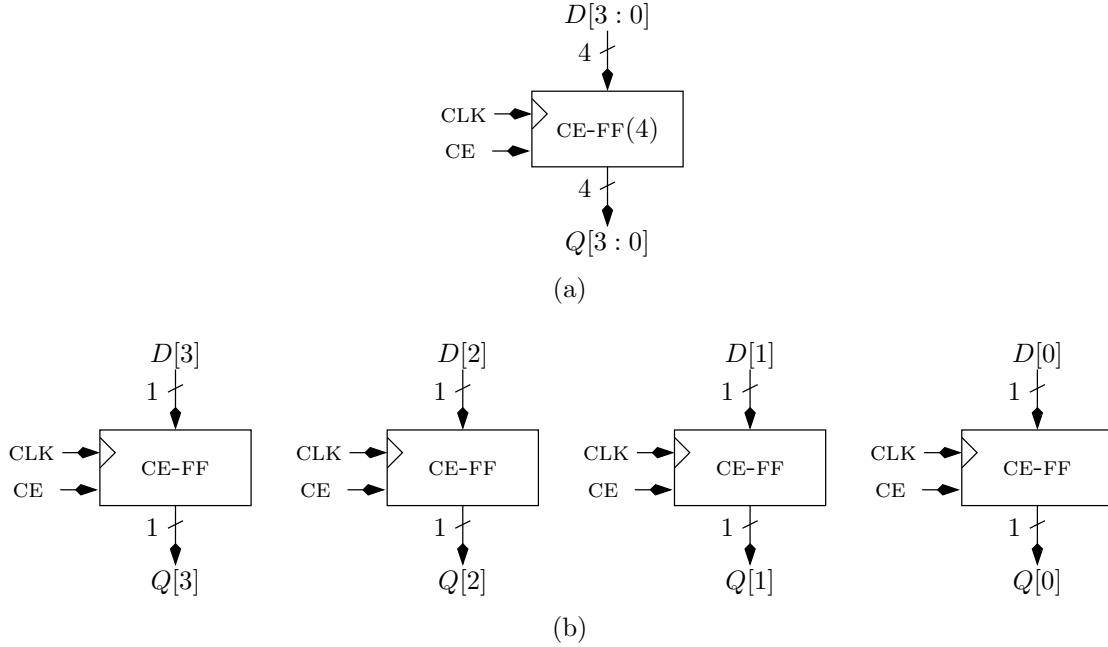 D[3 : 0]
4
CLK
CE-FF(4)
CE
4
Q[3 : 0]
(a)
D[3] D[2] D[1] D[0]
1 1 1 1
CLK CE-FF CLK CE-FF CLK CE-FF CLK CE-FF
CE CE CE CE
1 1 1 1
Q[3] Q[2] Q[1] Q[0]
(b)